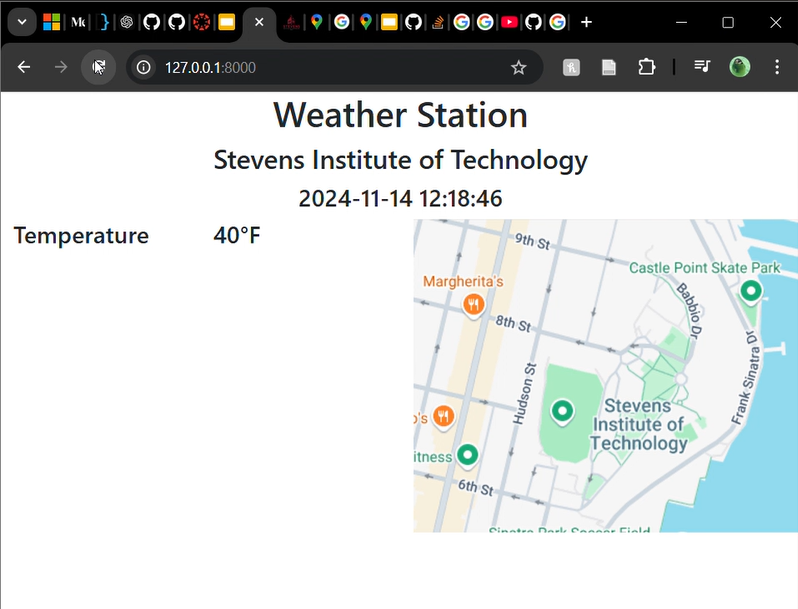 127.0.0.1:8000
Weather Station
Stevens Institute of Technology
2024-11-14 12:18:46
Temperature 40°F
9th St
Castle Point Skate Park
Margherita's
Babbio Dr
8th St
Frank Sinatra Dr
Hudson St
Stevens
Institute of
Technology
o's
itness
6th St
Sinatra Park Soccer Field